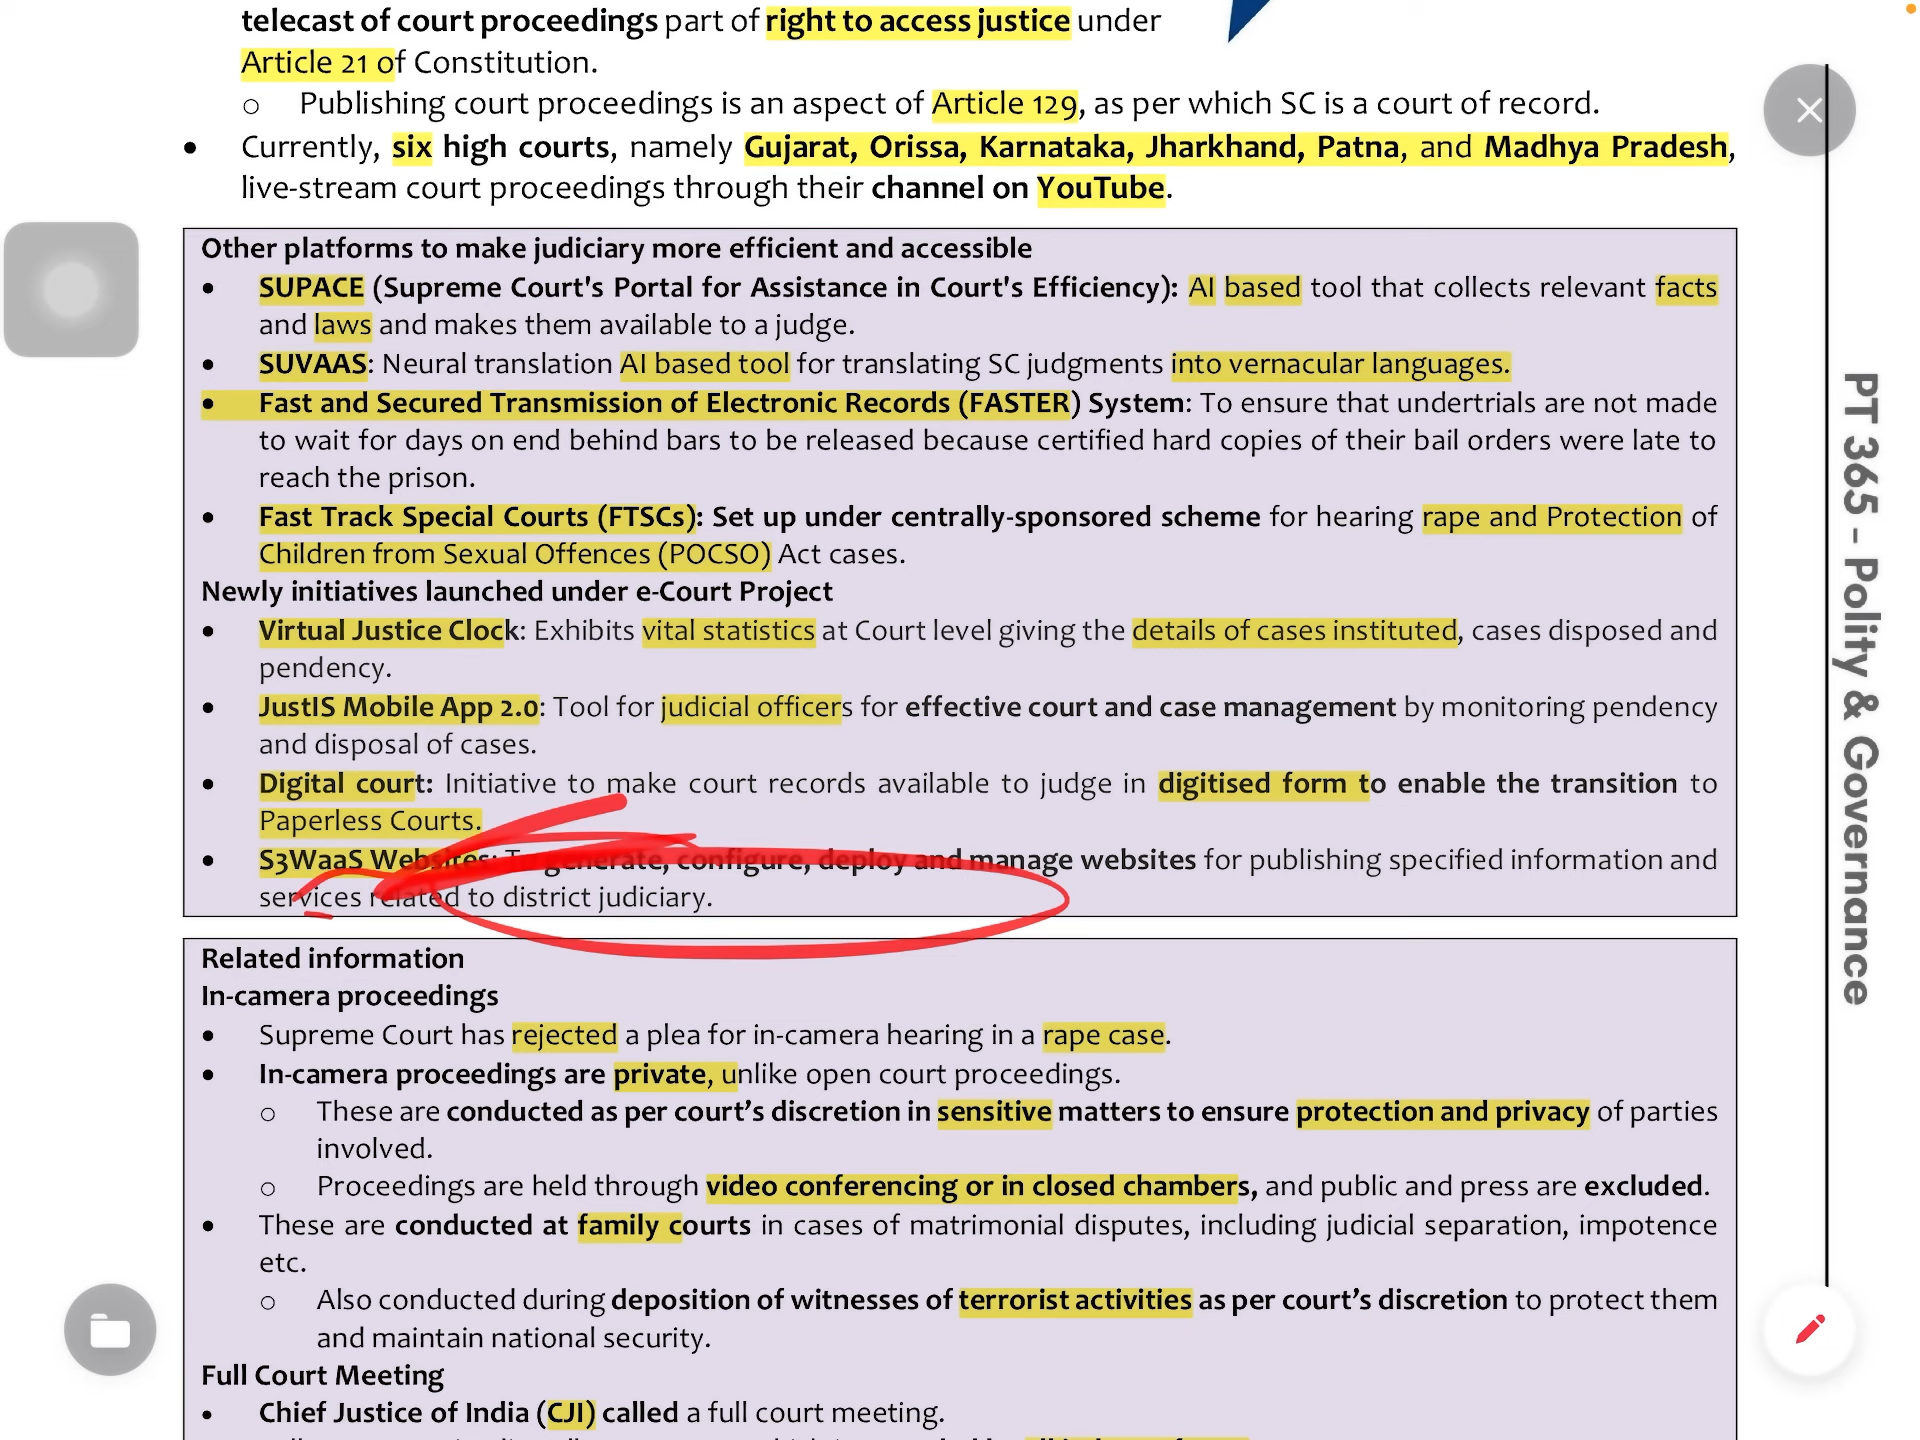 telecast of court proceedings part of right to access justice under
Article 21 of Constitution.
o Publishing court proceedings is an aspect of Article 129, as per which SC is a court of record.
• Currently, six high courts, namely Gujarat, Orissa, Karnataka, Jharkhand, Patna, and Madhya Pradesh,
live-stream court proceedings through their channel on YouTube.
Other platforms to make judiciary more efficient and accessible
• SUPACE (Supreme Court's Portal for Assistance in Court's Efficiency): AI based tool that collects relevant facts
and laws and makes them available to a judge.
• SUVAAS: Neural translation AI based tool for translating SC judgments into vernacular languages.
• Fast and Secured Transmission of Electronic Records (FASTER) System: To ensure that undertrials are not made
to wait for days on end behind bars to be released because certified hard copies of their bail orders were late to
reach the prison.
• Fast Track Special Courts (FTSCs): Set up under centrally-sponsored scheme for hearing rape and Protection of
Children from Sexual Offences (POCSO) Act cases.
Newly initiatives launched under e-Court Project
• Virtual Justice Clock: Exhibits vital statistics at Court level giving the details of cases instituted, cases disposed and
pendency.
• JustIS Mobile App 2.0: Tool for judicial officers for effective court and case management by monitoring pendency
and disposal of cases.
• Digital court: Initiative to make court records available to judge in digitised form to enable the transition to
Paperless Courts.
• S3WaaS Websites: To generate, configure, deploy and manage websites for publishing specified information and
services related to district judiciary.
Related information
In-camera proceedings
• Supreme Court has rejected a plea for in-camera hearing in a rape case.
• In-camera proceedings are private, unlike open court proceedings.
o These are conducted as per court’s discretion in sensitive matters to ensure protection and privacy of parties
involved.
o Proceedings are held through video conferencing or in closed chambers, and public and press are excluded.
• These are conducted at family courts in cases of matrimonial disputes, including judicial separation, impotence
etc.
o Also conducted during deposition of witnesses of terrorist activities as per court’s discretion to protect them
and maintain national security.
Full Court Meeting
• Chief Justice of India (CJI) called a full court meeting.
PT 365 – Polity & Governance